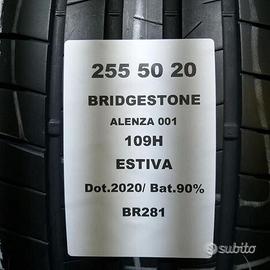 255 50 20
BRIDGESTONE
ALENZA 001
109H
ESTIVA
Dot.2020/ Bat.90%
BR281
subito